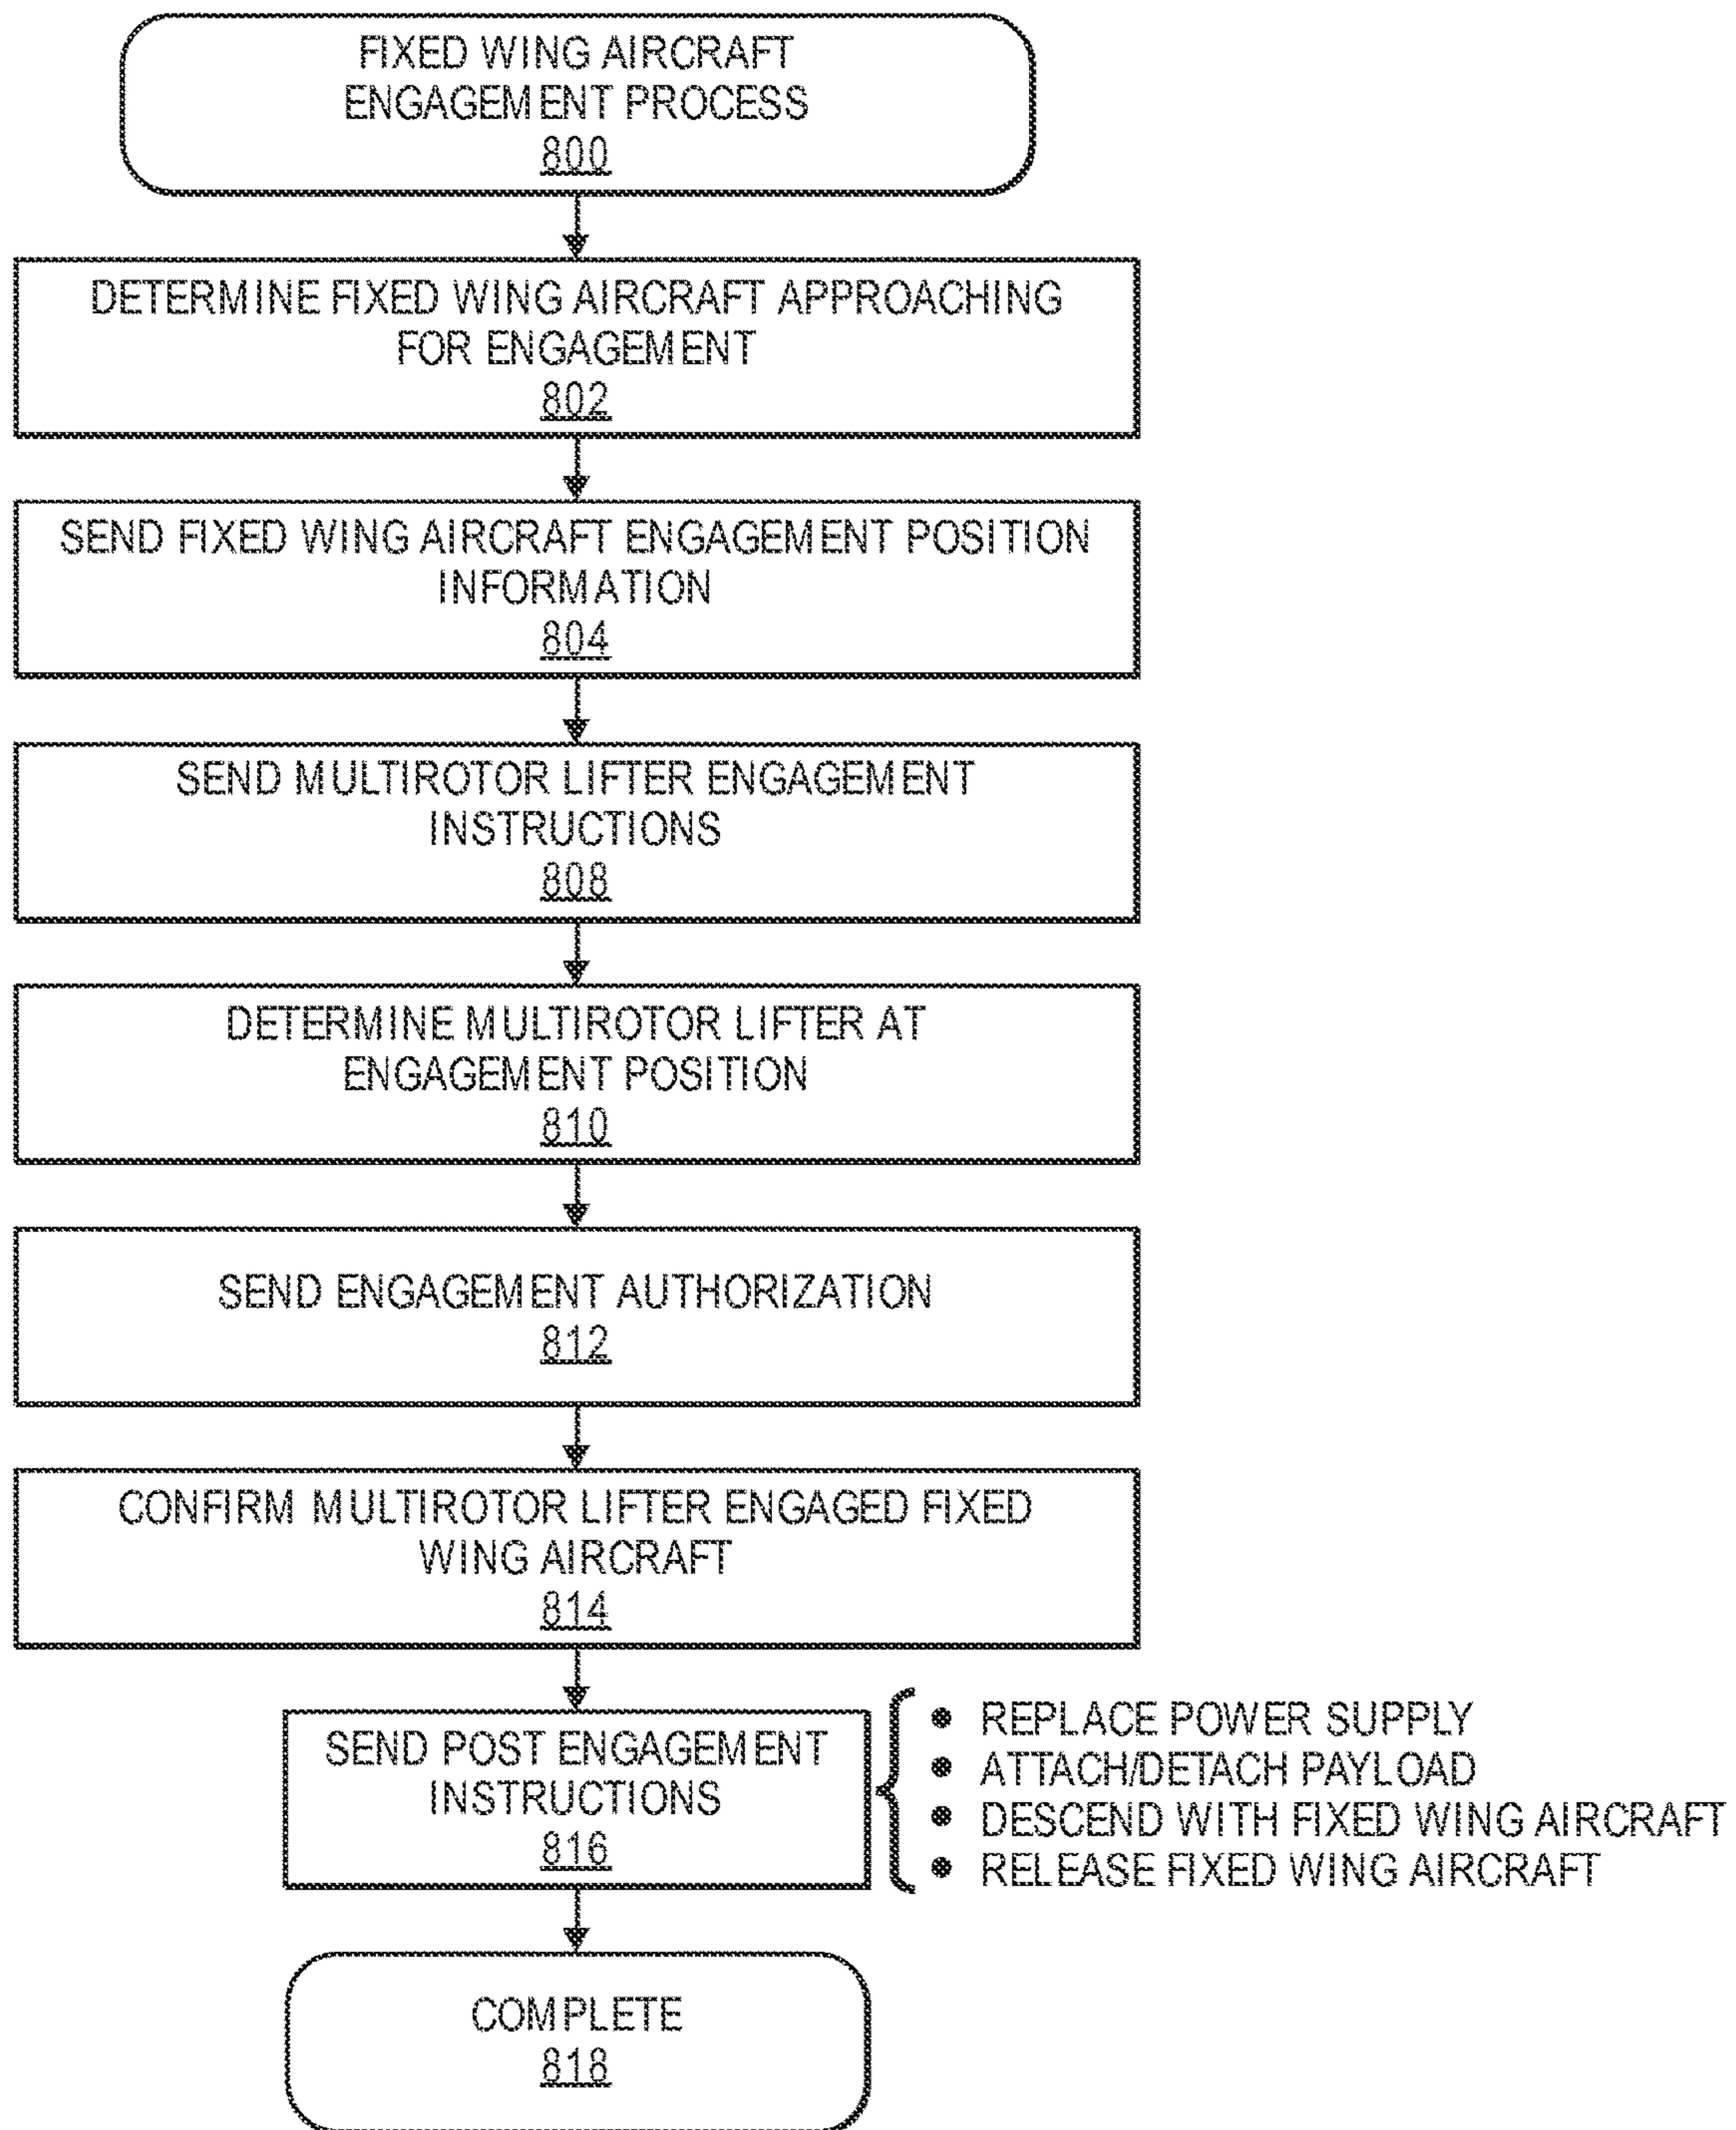 FIXED WING AIRCRAFT
ENGAGEMENT PROCESS
800
DETERMINE FIXED WING AIRCRAFT APPROACHING
FOR ENGAGEMENT
802
SEND FIXED WING AIRCRAFT ENGAGEMENT POSITION
INFORMATION
804
SEND MULTIROTOR LIFTER ENGAGEMENT
INSTRUCTIONS
808
DETERMINE MULTIROTOR LIFTER AT
ENGAGEMENT POSITION
810
SEND ENGAGEMENT AUTHORIZATION
812
CONFIRM MULTIROTOR LIFTER ENGAGED FIXED
WING AIRCRAFT
814
SEND POST ENGAGEMENT
INSTRUCTIONS
816
• REPLACE POWER SUPPLY
• ATTACH/DETACH PAYLOAD
• DESCEND WITH FIXED WING AIRCRAFT
• RELEASE FIXED WING AIRCRAFT
COMPLETE
818